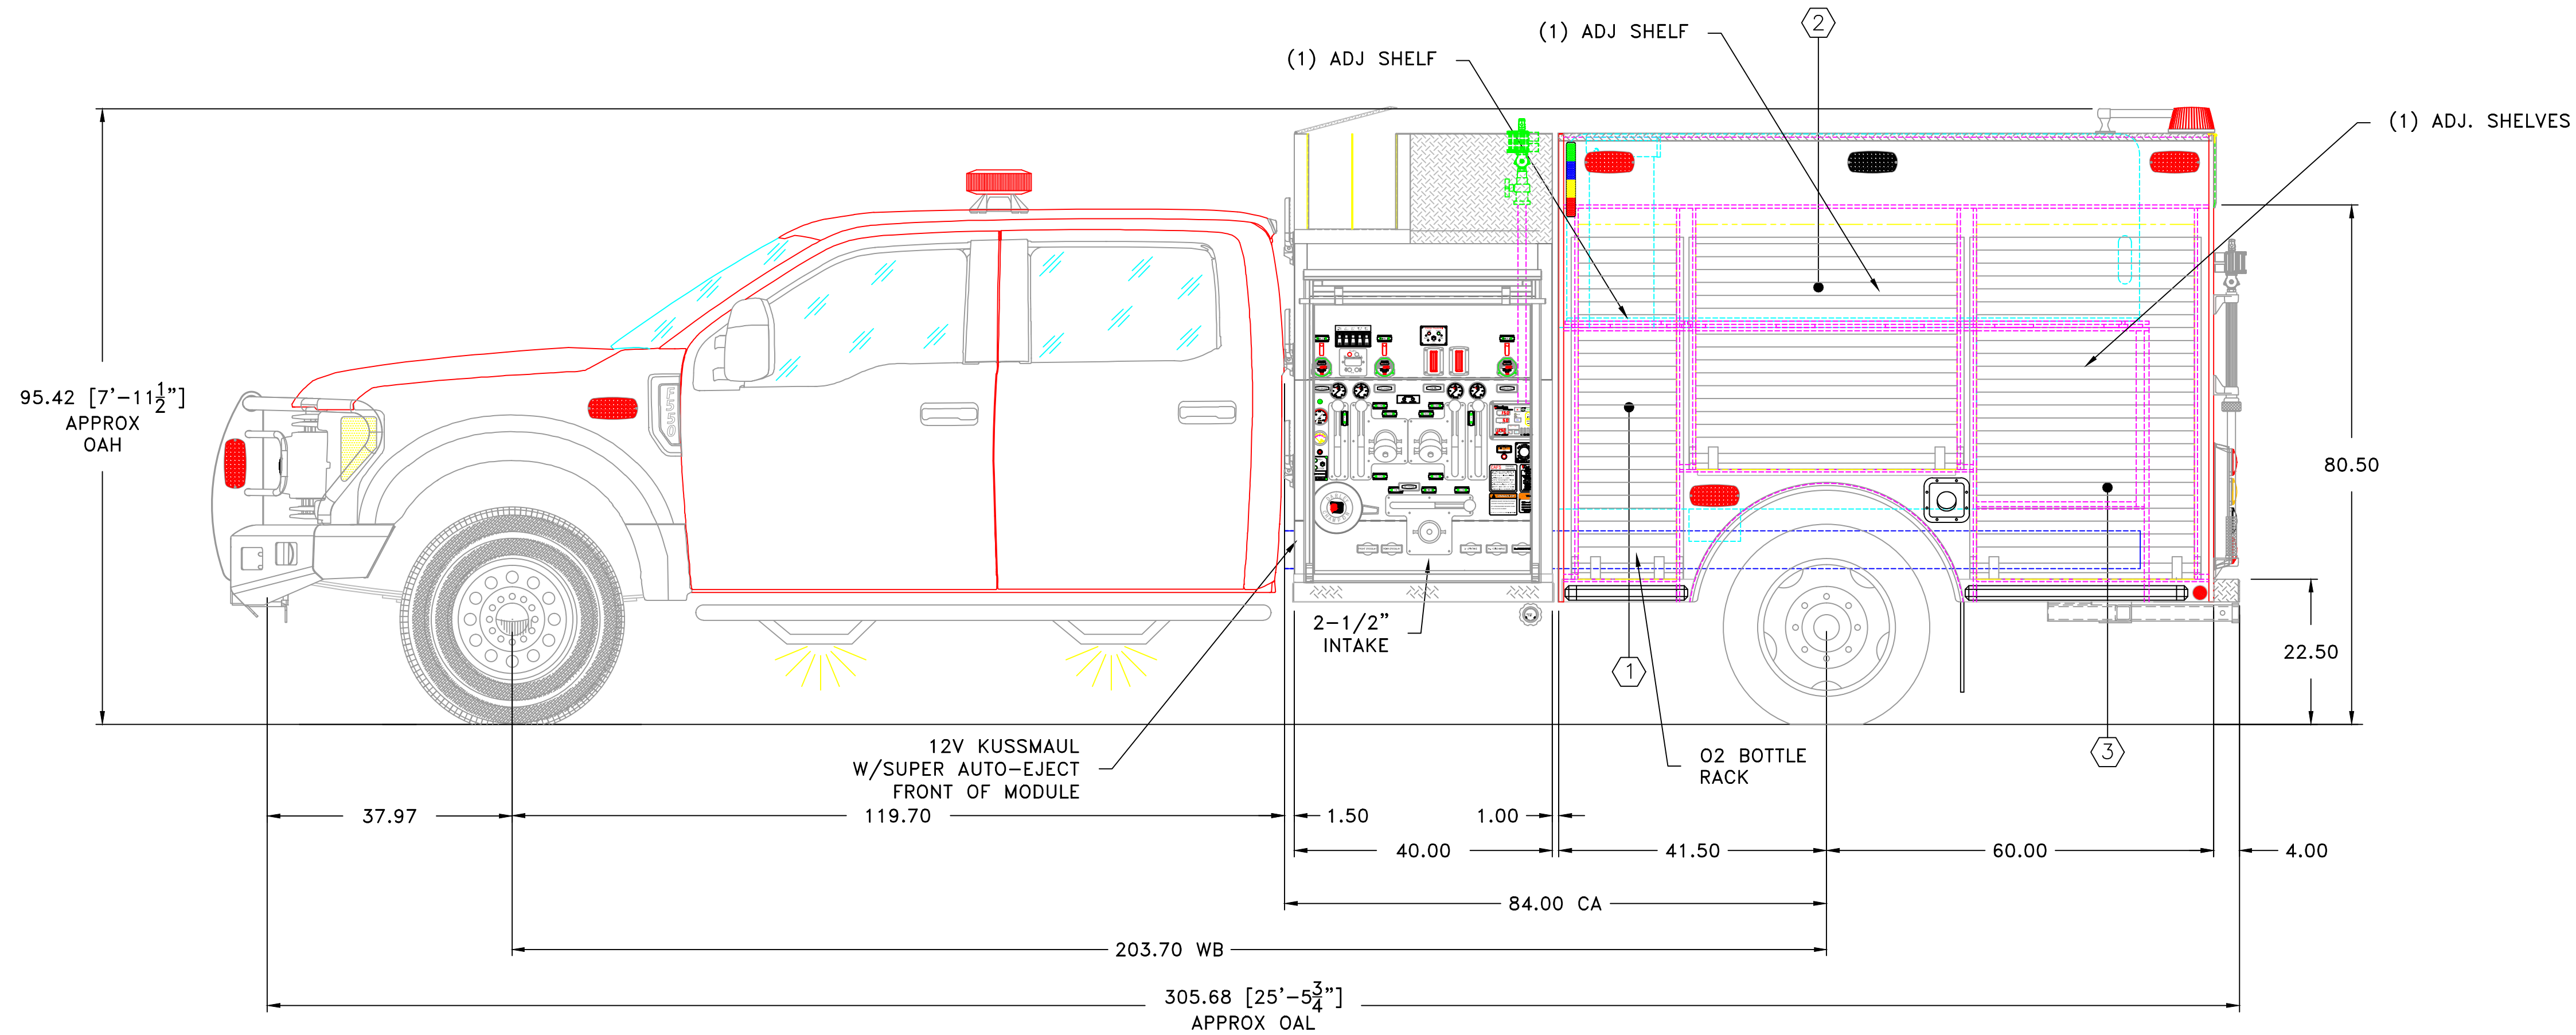 2
(1) ADJ SHELF
(1) ADJ SHELF
(1) ADJ. SHELVES
95.42 [7'-11½"]
APPROX
OAH
F550
80.50
1
2-1/2"
INTAKE
22.50
3
12V KUSSMAUL
W/SUPER AUTO-EJECT
FRONT OF MODULE
O2 BOTTLE
RACK
37.97
119.70
1.50
1.00
40.00
41.50
60.00
4.00
84.00 CA
203.70 WB
305.68 [25'-5¾"]
APPROX OAL